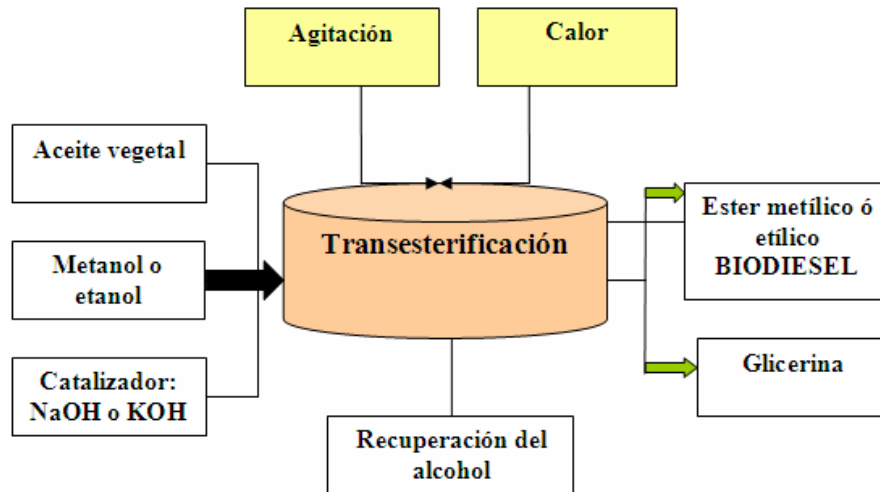 Agitación
Calor
Aceite vegetal
Metanol o
etanol
Catalizador:
NaOH o KOH
Transesterificación
Ester metílico ó
etílico
BIODIESEL
Glicerina
Recuperación del
alcohol